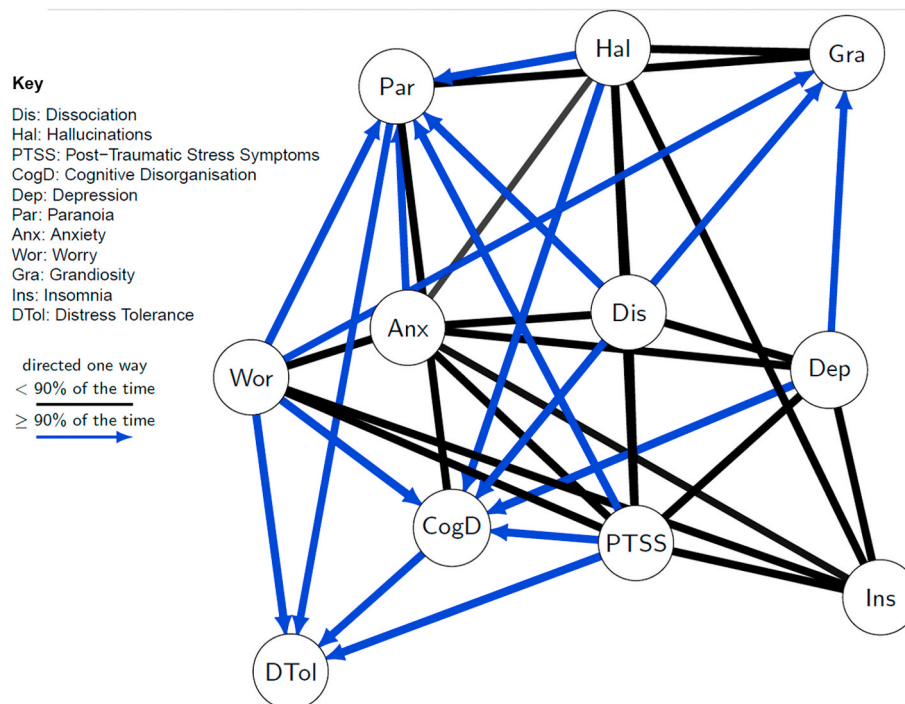 Key
Dis: Dissociation
Hal: Hallucinations
PTSS: Post−Traumatic Stress Symptoms
CogD: Cognitive Disorganisation
Dep: Depression
Par: Paranoia
Anx: Anxiety
Wor: Worry
Gra: Grandiosity
Ins: Insomnia
DTol: Distress Tolerance
directed one way
< 90% of the time
≥ 90% of the time
Hal
Gra
Par
Dis
Anx
Dep
Wor
CogD
PTSS
Ins
DTol